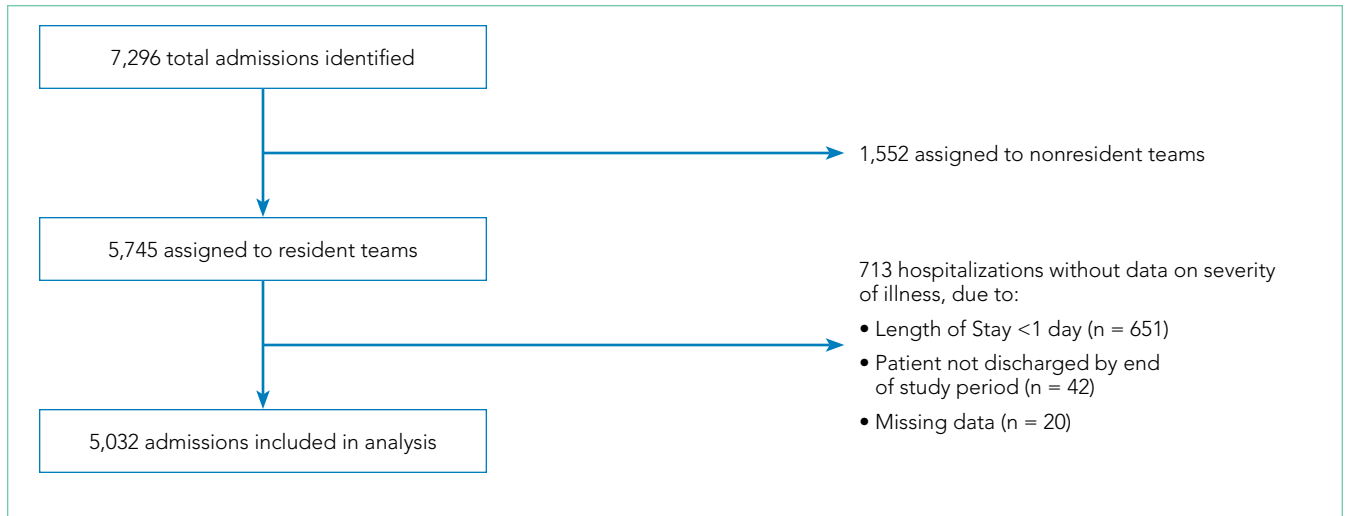 7,296 total admissions identified
1,552 assigned to nonresident teams
5,745 assigned to resident teams
713 hospitalizations without data on severity
of illness, due to:
• Length of Stay <1 day (n = 651)
• Patient not discharged by end
of study period (n = 42)
• Missing data (n = 20)
5,032 admissions included in analysis